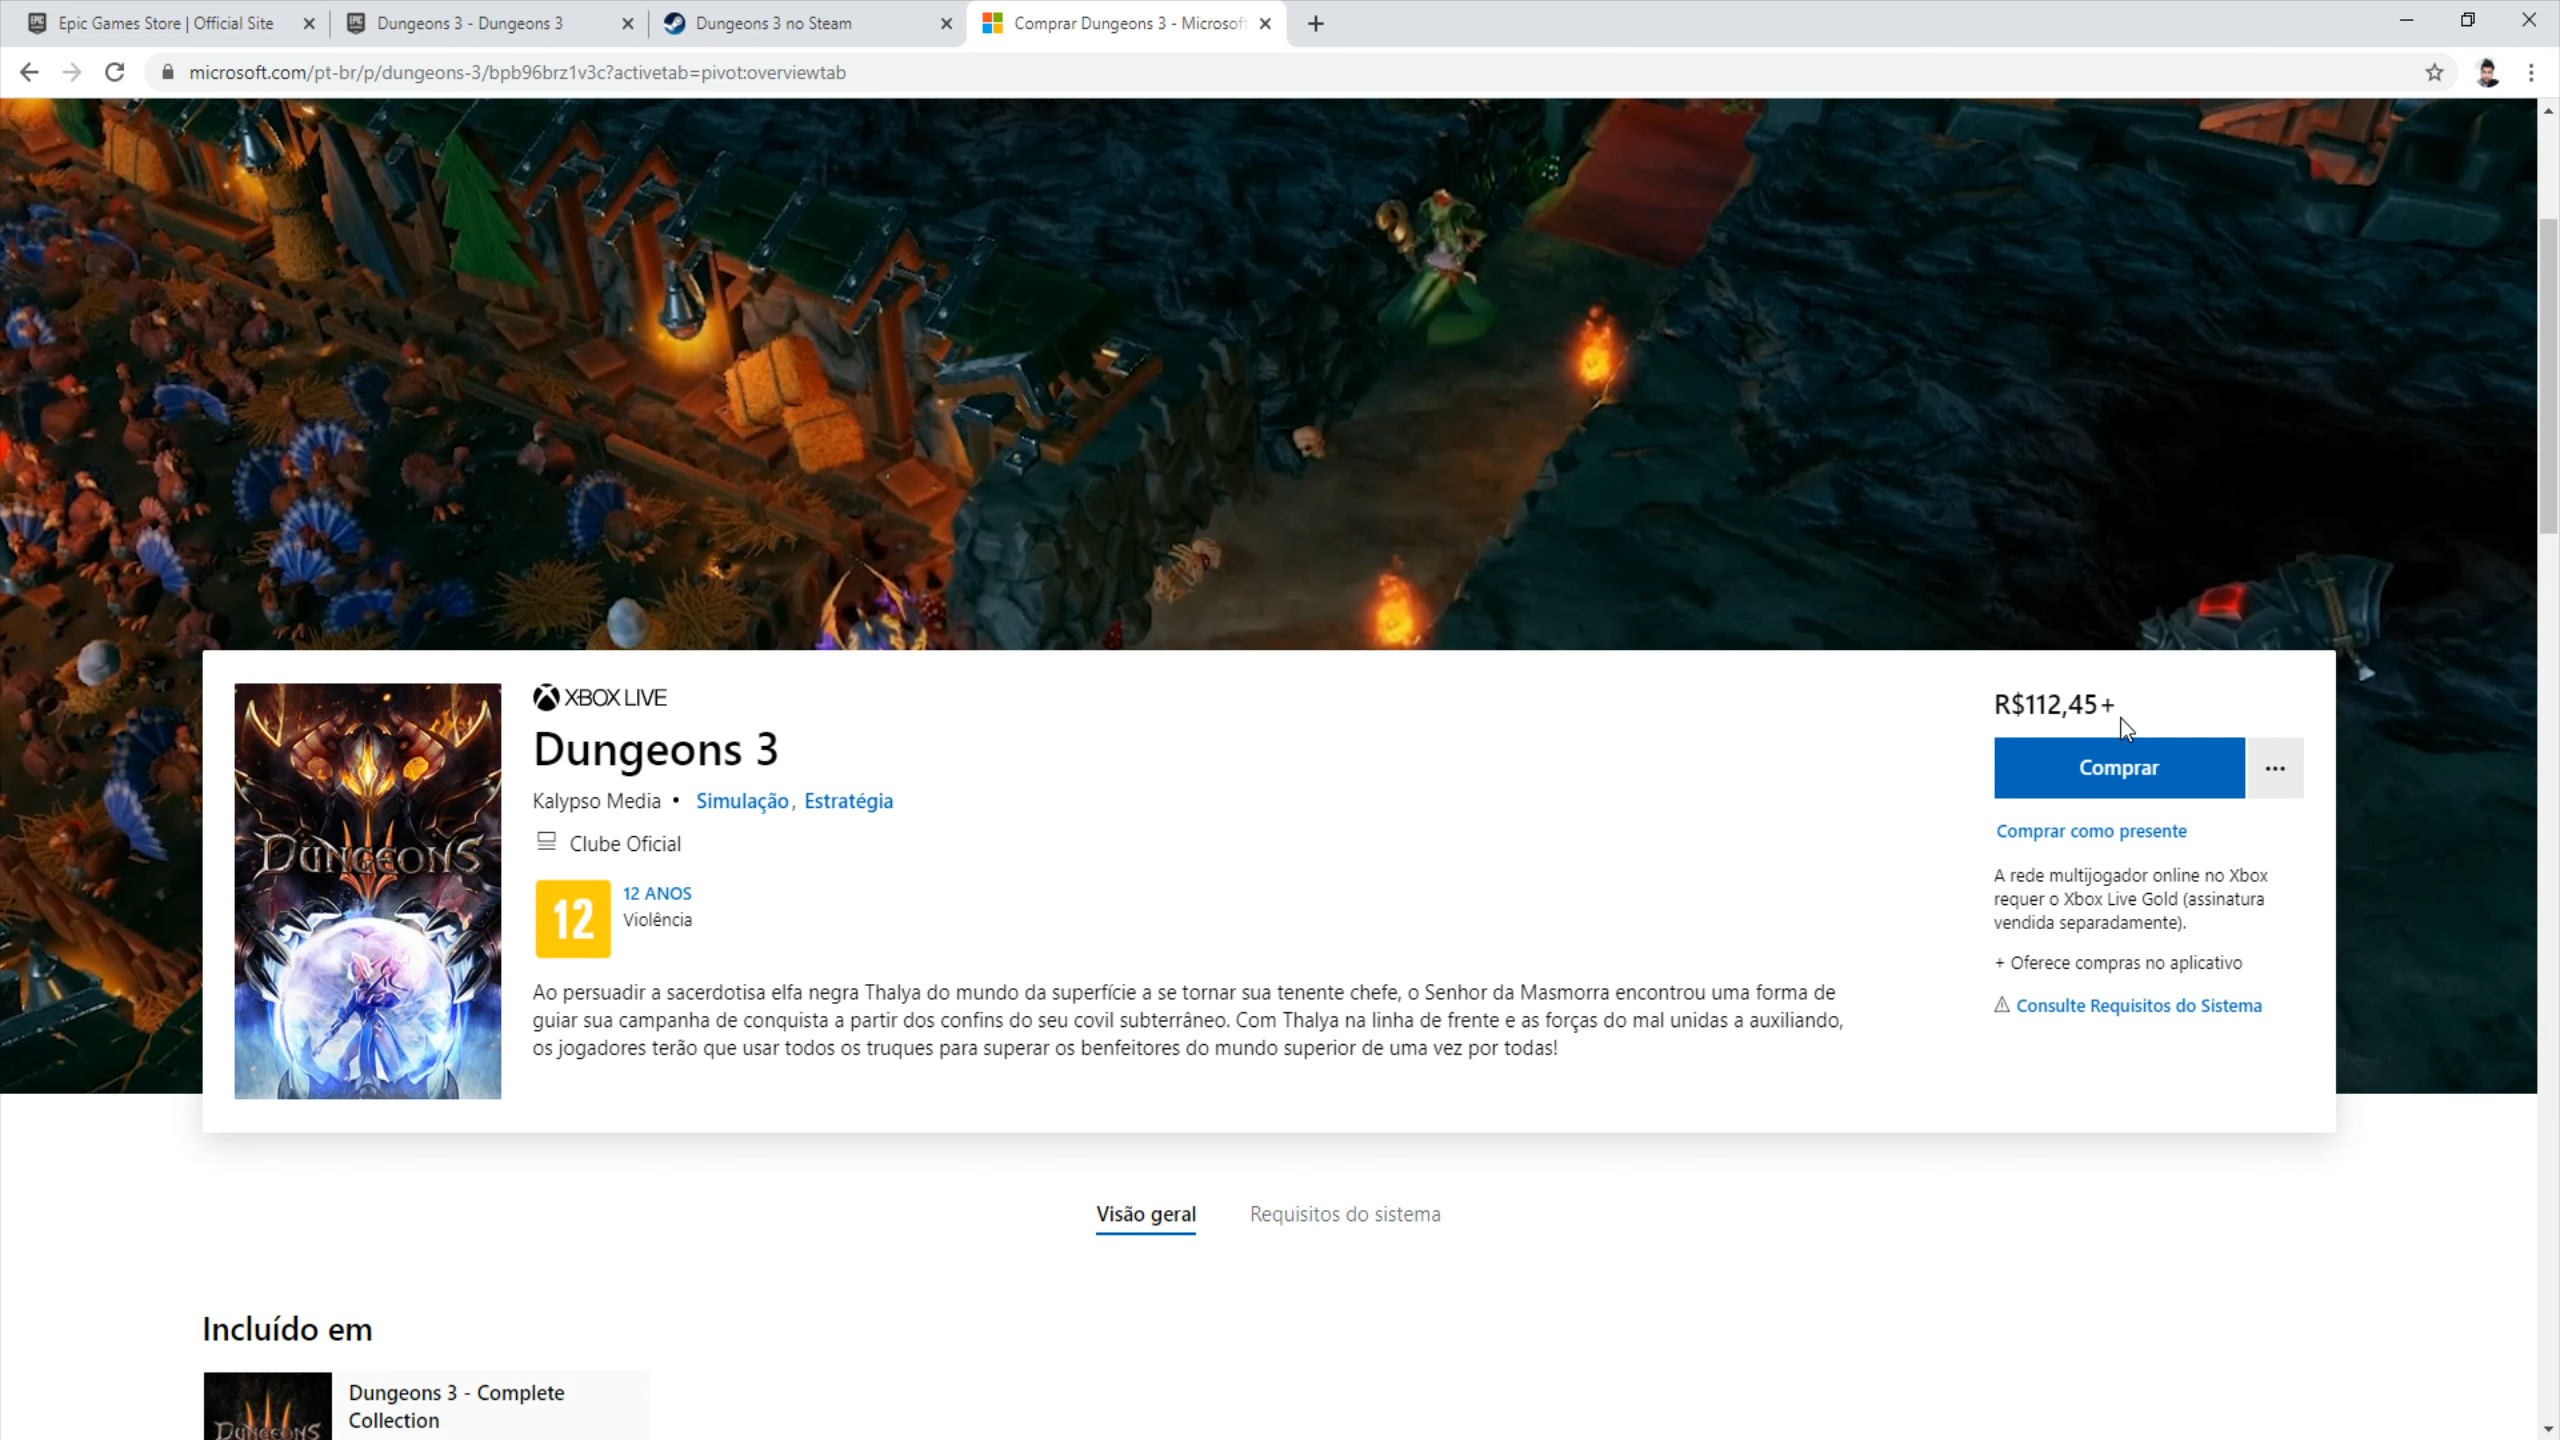 Epic Games Store | Official Site
Dungeons 3 - Dungeons 3
Dungeons 3 no Steam
Comprar Dungeons 3 - Microsof
microsoft.com/pt-br/p/dungeons-3/bpb96brz1v3c?activetab=pivot:overviewtab
DUNGEONS
XBOX LIVE
Dungeons 3
Kalypso Media • Simulação, Estratégia
Clube Oficial
12
12 ANOS
Violência
Ao persuadir a sacerdotisa elfa negra Thalya do mundo da superfície a se tornar sua tenente chefe, o Senhor da Masmorra encontrou uma forma de
guiar sua campanha de conquista a partir dos confins do seu covil subterrâneo. Com Thalya na linha de frente e as forças do mal unidas a auxiliando,
os jogadores terão que usar todos os truques para superar os benfeitores do mundo superior de uma vez por todas!
R$112,45+
Comprar
Comprar como presente
A rede multijogador online no Xbox
requer o Xbox Live Gold (assinatura
vendida separadamente).
+ Oferece compras no aplicativo
Consulte Requisitos do Sistema
Visão geral
Requisitos do sistema
Incluído em
DUNGEONS
Dungeons 3 - Complete
Collection